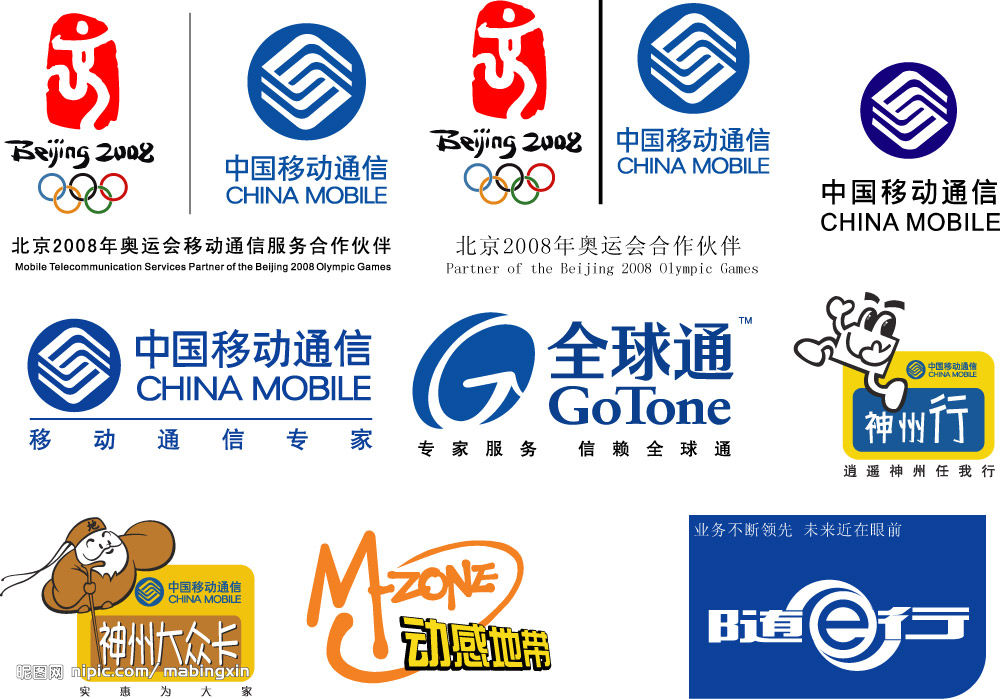 Beijing 2008
中国移动通信
CHINA MOBILE
北京2008年奥运会移动通信服务合作伙伴
Mobile Telecommunication Services Partner of the Beijing 2008 Olympic Games
Beijing 2008
中国移动通信
CHINA MOBILE
北京2008年奥运会合作伙伴
Partner of the Beijing 2008 Olympic Games
中国移动通信
CHINA MOBILE
中国移动通信
CHINA MOBILE
移动通信专家
全球通™
GoTone
专家服务 信赖全球通
中国移动通信
CHINA MOBILE
神州行
逍遥神州任我行
地
中国移动通信
CHINA MOBILE
神州大众卡
实惠为大家
昵图网 nipic.com/ mabingxin
M-ZONE
动感地带
业务不断领先 未来近在眼前
随e行